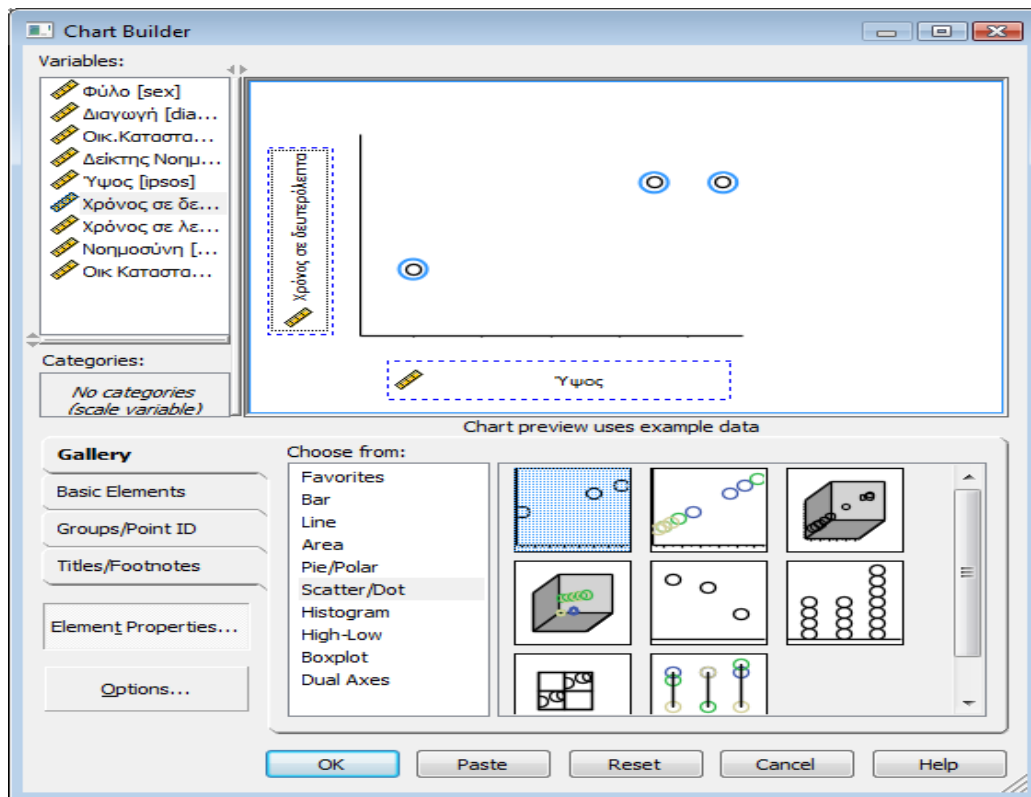 Chart Builder
Variables:
Φύλο [sex]
Διαγωγή [dia...
Οικ.Καταστα...
Δείκτης Νοημ...
Ύψος [ipsos]
Χρόνος σε δε...
Χρόνος σε λε...
Νοημοσύνη [...
Οικ Καταστα...
Categories:
No categories
(scale variable)
Χρόνος σε δευτερόλεπτα
Ύψος
Chart preview uses example data
Gallery
Basic Elements
Groups/Point ID
Titles/Footnotes
Element Properties...
Options...
Choose from:
Favorites
Bar
Line
Area
Pie/Polar
Scatter/Dot
Histogram
High-Low
Boxplot
Dual Axes
OK
Paste
Reset
Cancel
Help